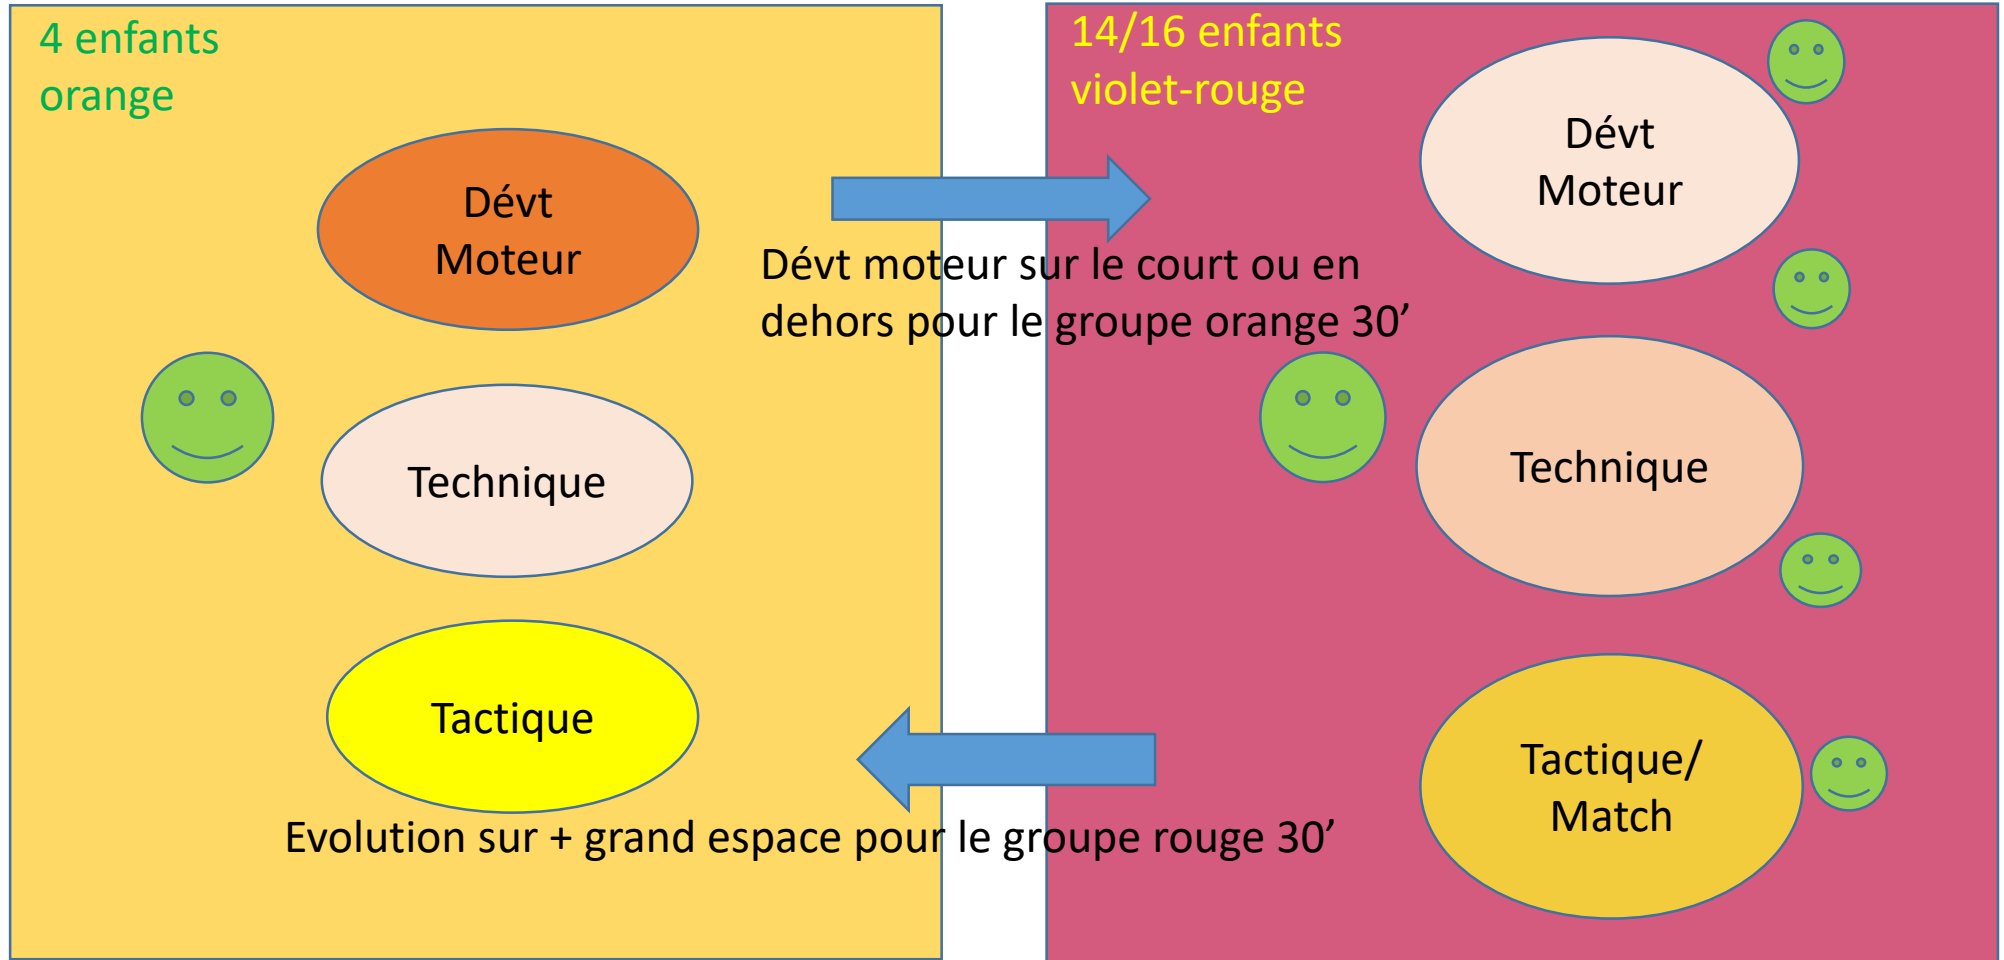 4 enfants
orange
Dévt
Moteur
Technique
Tactique
Dévt moteur sur le court ou en
dehors pour le groupe orange 30’
Evolution sur + grand espace pour le groupe rouge 30’
14/16 enfants
violet-rouge
Dévt
Moteur
Technique
Tactique/
Match